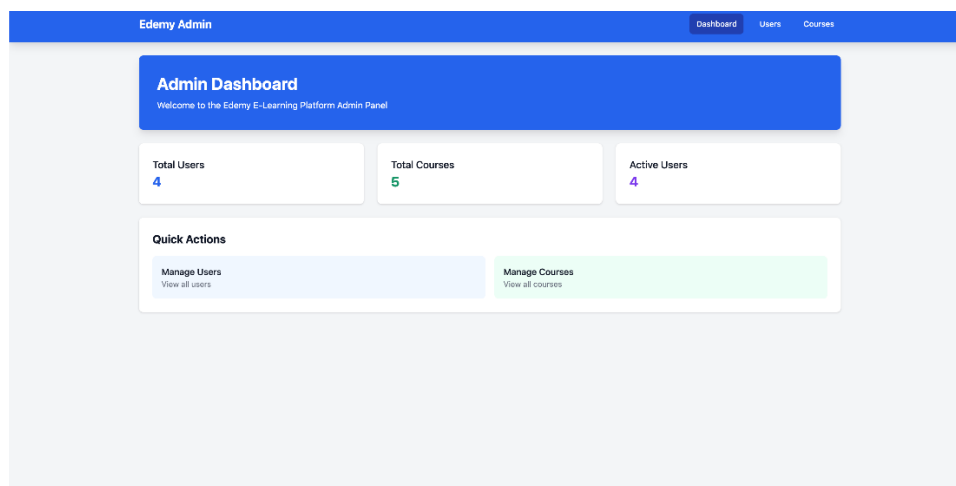 Edemy Admin
Dashboard
Users
Courses
Admin Dashboard
Welcome to the Edemy E-Learning Platform Admin Panel
Total Users
4
Total Courses
5
Active Users
4
Quick Actions
Manage Users
View all users
Manage Courses
View all courses